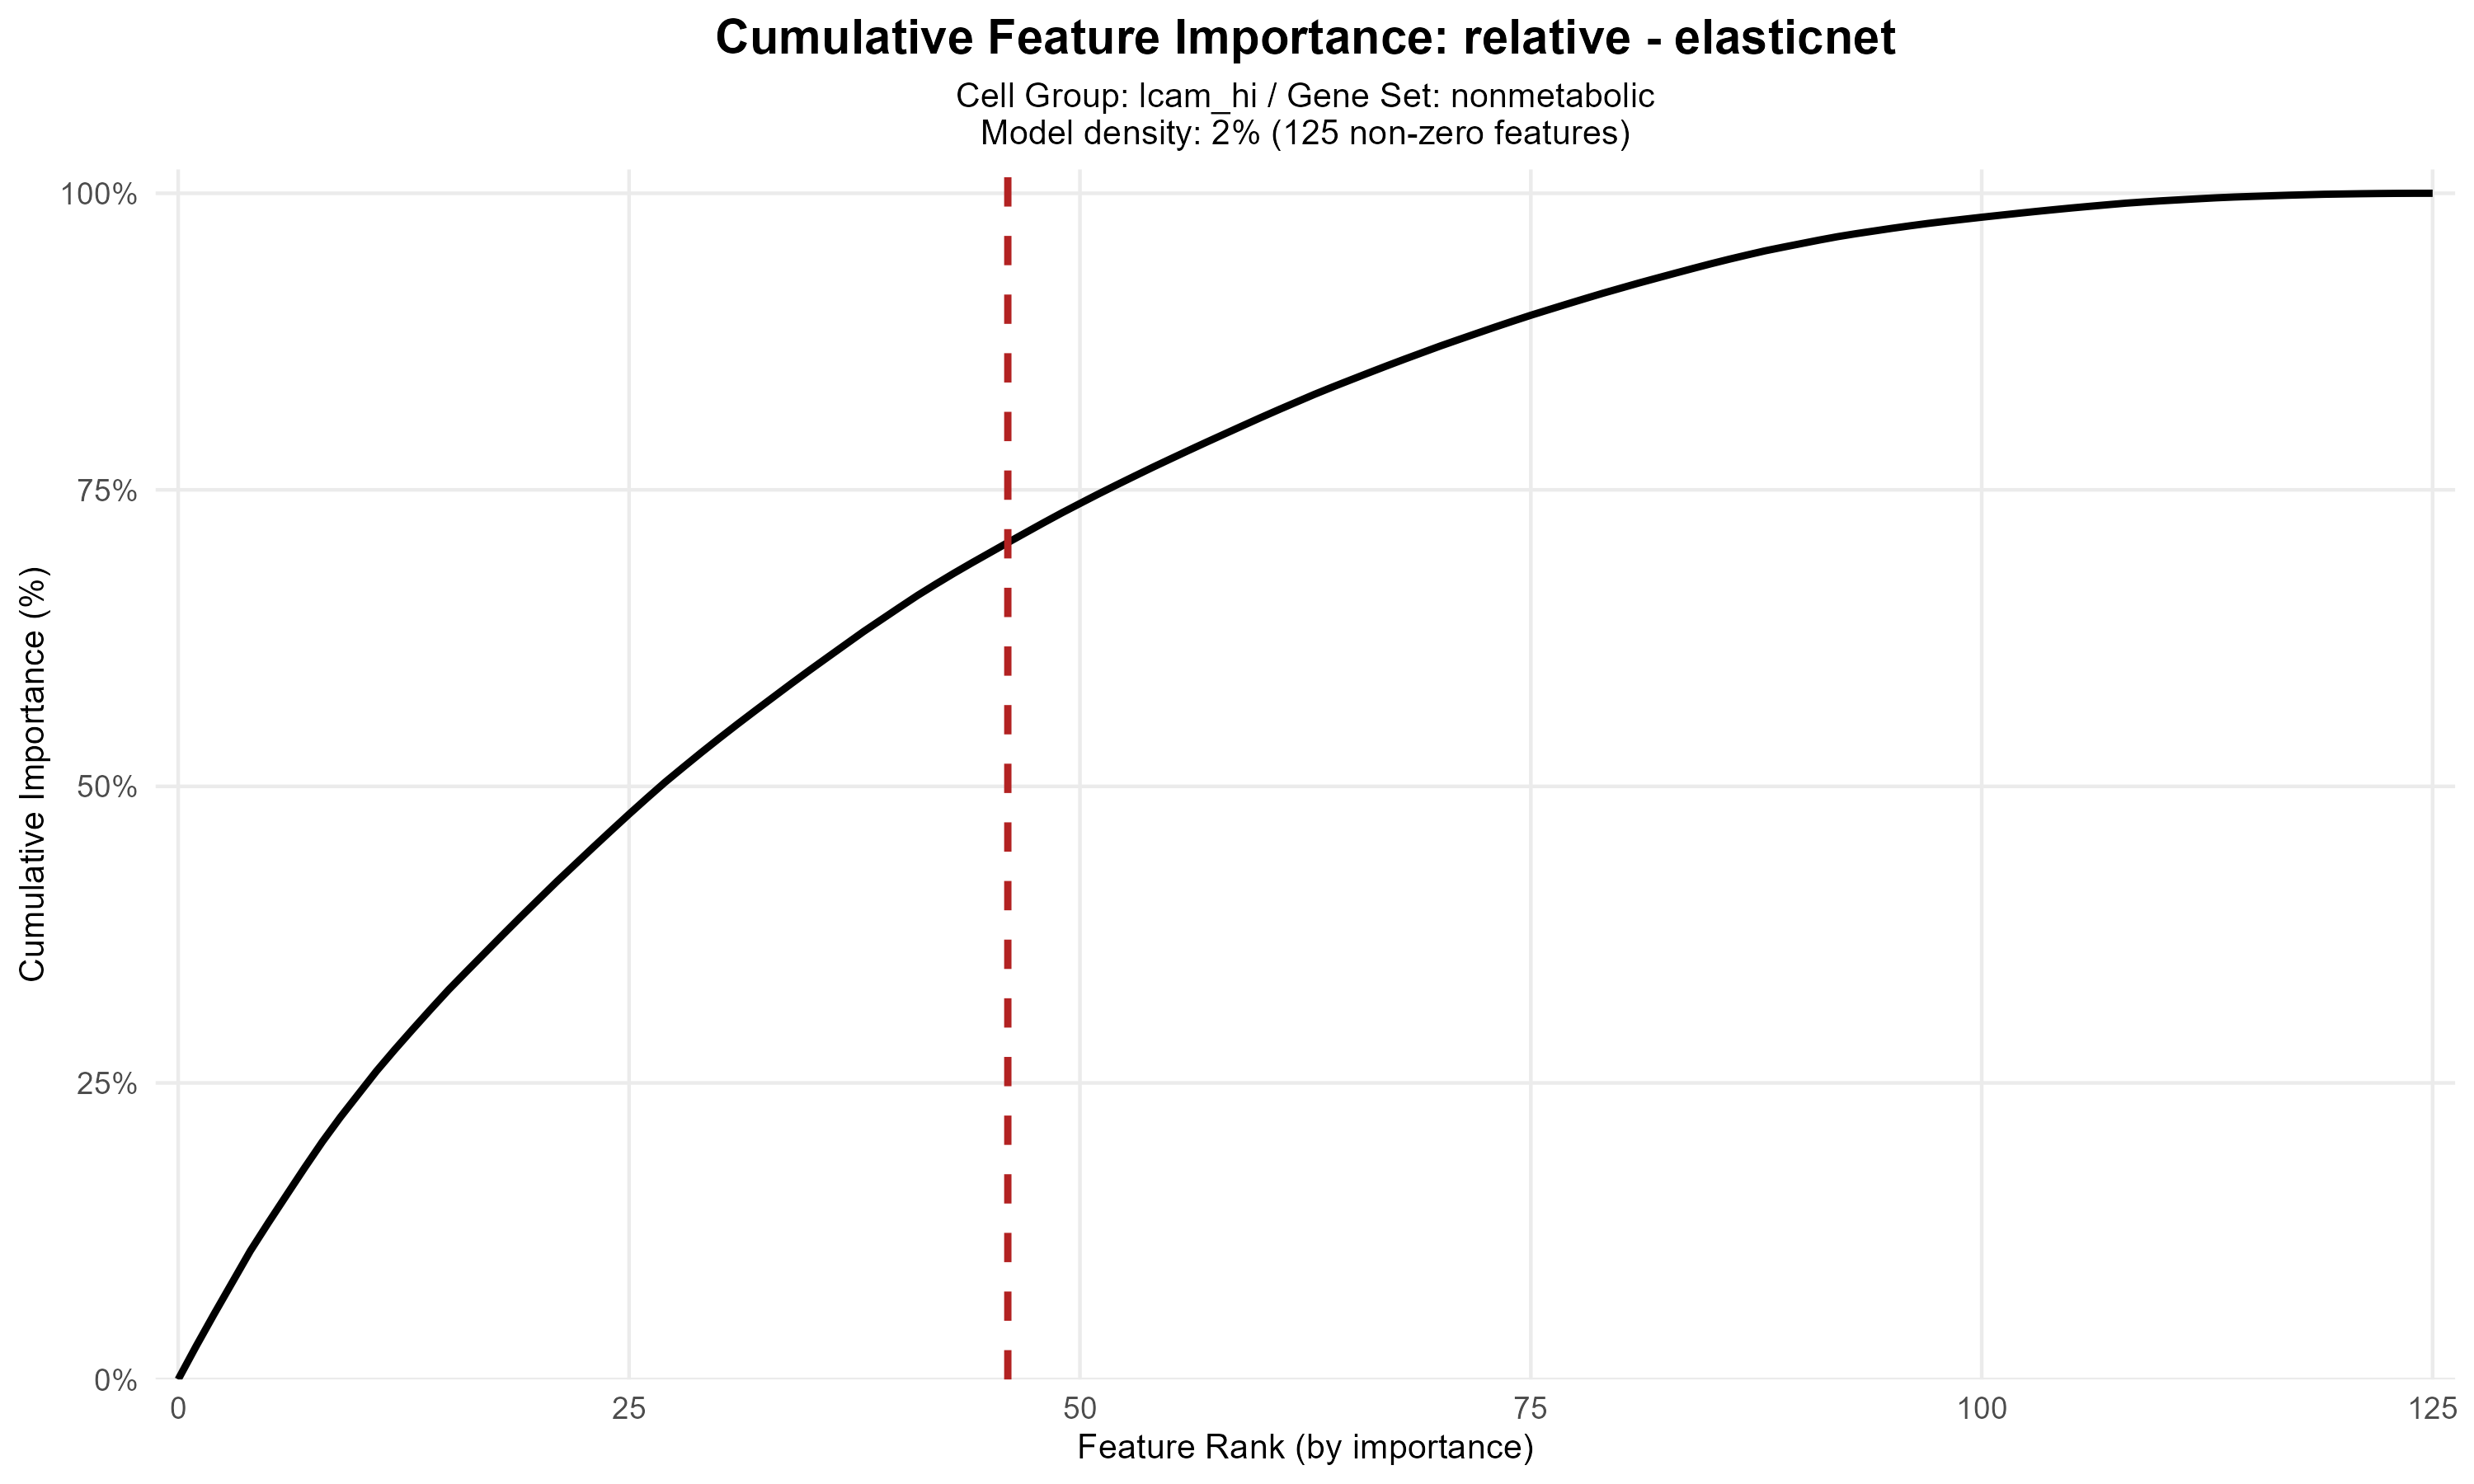 Cumulative Feature Importance: relative - elasticnet
Cell Group: lcam_hi / Gene Set: nonmetabolic
Model density: 2% (125 non-zero features)
Cumulative Importance (%)
100%
75%
50%
25%
0%
0 25 50 75 100 125
Feature Rank (by importance)